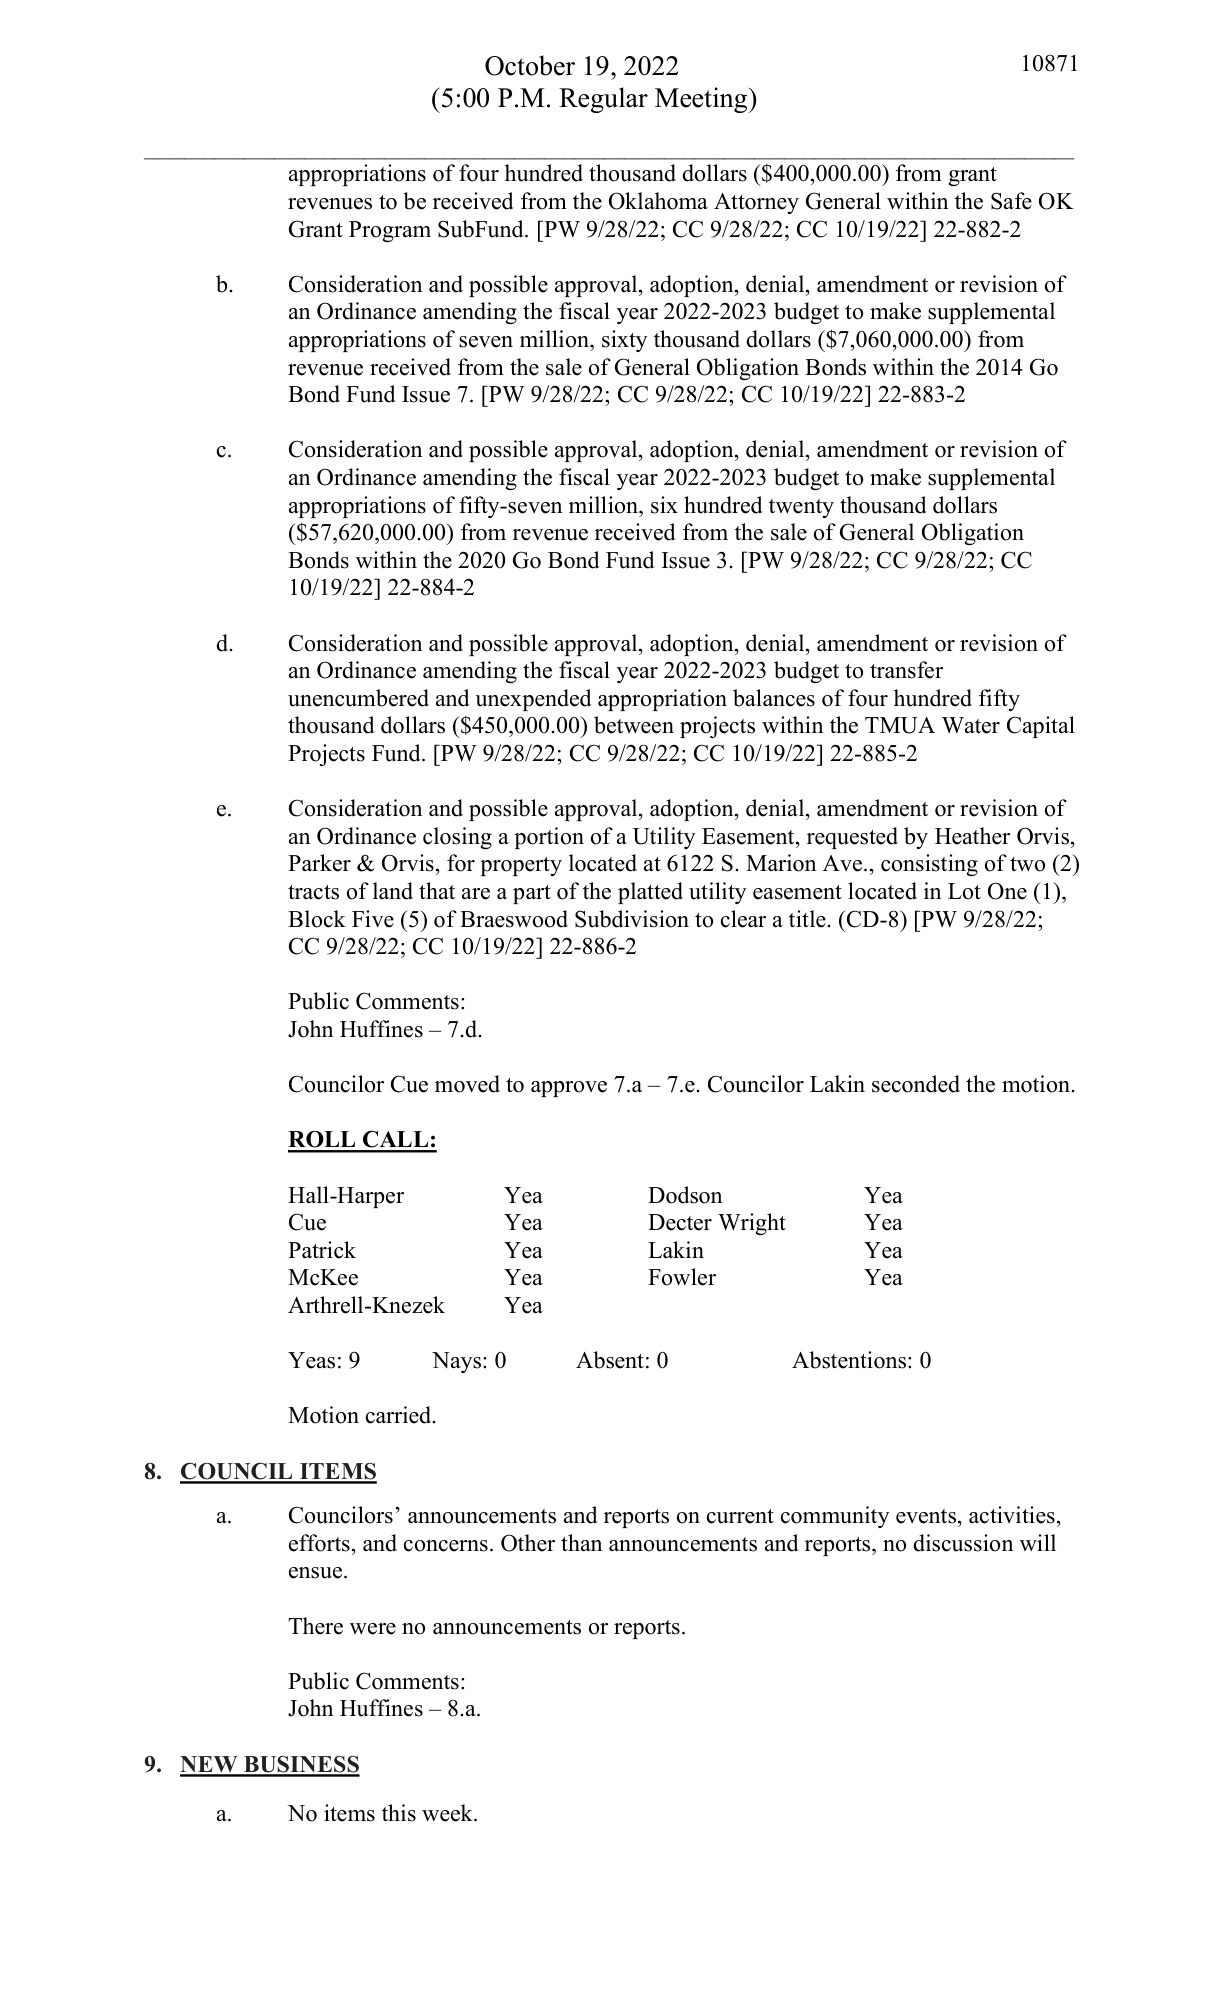 October 19, 2022
10871
(5:00 P.M. Regular Meeting)
appropriations of four hundred thousand dollars ($400,000.00) from grant
revenues to be received from the Oklahoma Attorney General within the Safe OK
Grant Program SubFund. [PW 9/28/22; CC 9/28/22; CC 10/19/22] 22-882-2
b. Consideration and possible approval, adoption, denial, amendment or revision of
an Ordinance amending the fiscal year 2022-2023 budget to make supplemental
appropriations of seven million, sixty thousand dollars ($7,060,000.00) from
revenue received from the sale of General Obligation Bonds within the 2014 Go
Bond Fund Issue 7. [PW 9/28/22; CC 9/28/22; CC 10/19/22] 22-883-2
c. Consideration and possible approval, adoption, denial, amendment or revision of
an Ordinance amending the fiscal year 2022-2023 budget to make supplemental
appropriations of fifty-seven million, six hundred twenty thousand dollars
($57,620,000.00) from revenue received from the sale of General Obligation
Bonds within the 2020 Go Bond Fund Issue 3. [PW 9/28/22; CC 9/28/22; CC
10/19/22] 22-884-2
d. Consideration and possible approval, adoption, denial, amendment or revision of
an Ordinance amending the fiscal year 2022-2023 budget to transfer
unencumbered and unexpended appropriation balances of four hundred fifty
thousand dollars ($450,000.00) between projects within the TMUA Water Capital
Projects Fund. [PW 9/28/22; CC 9/28/22; CC 10/19/22] 22-885-2
e. Consideration and possible approval, adoption, denial, amendment or revision of
an Ordinance closing a portion of a Utility Easement, requested by Heather Orvis,
Parker & Orvis, for property located at 6122 S. Marion Ave., consisting of two (2)
tracts of land that are a part of the platted utility easement located in Lot One (1),
Block Five (5) of Braeswood Subdivision to clear a title. (CD-8) [PW 9/28/22;
CC 9/28/22; CC 10/19/22] 22-886-2
Public Comments:
John Huffines – 7.d.
Councilor Cue moved to approve 7.a – 7.e. Councilor Lakin seconded the motion.
ROLL CALL:
Hall-Harper Yea Dodson Yea
Cue Yea Decter Wright Yea
Patrick Yea Lakin Yea
McKee Yea Fowler Yea
Arthrell-Knezek Yea
Yeas: 9 Nays: 0 Absent: 0 Abstentions: 0
Motion carried.
8. COUNCIL ITEMS
a. Councilors’ announcements and reports on current community events, activities,
efforts, and concerns. Other than announcements and reports, no discussion will
ensue.
There were no announcements or reports.
Public Comments:
John Huffines – 8.a.
9. NEW BUSINESS
a. No items this week.